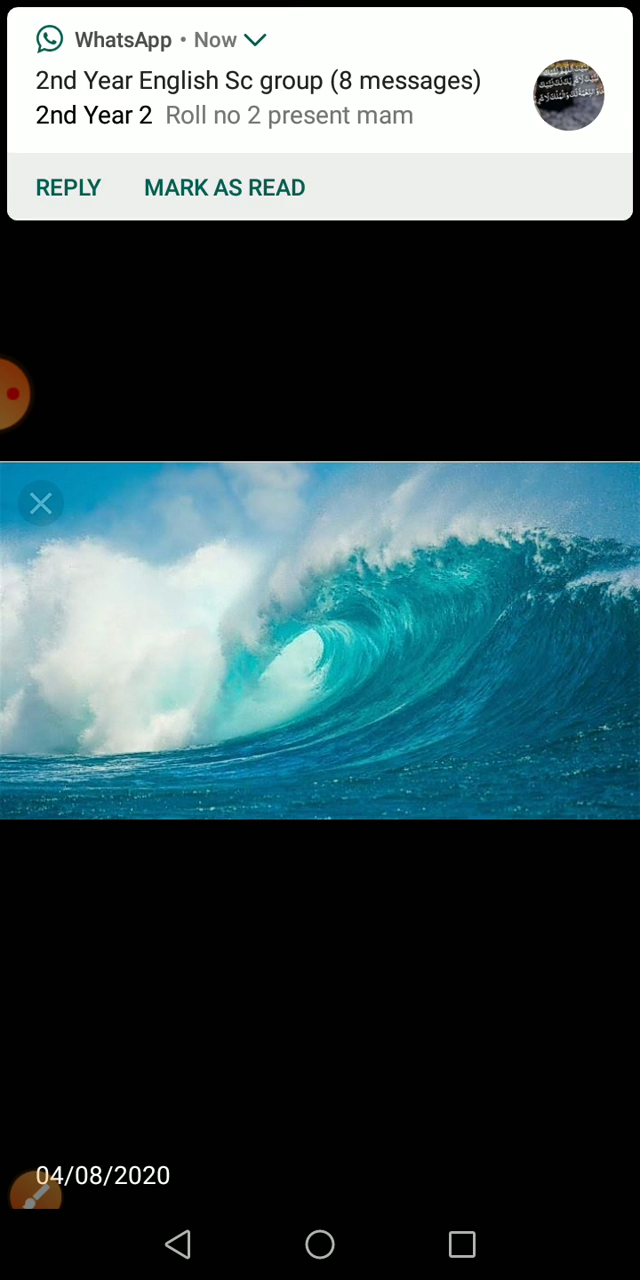 WhatsApp • Now
2nd Year English Sc group (8 messages)
2nd Year 2 Roll no 2 present mam
REPLY MARK AS READ
04/08/2020